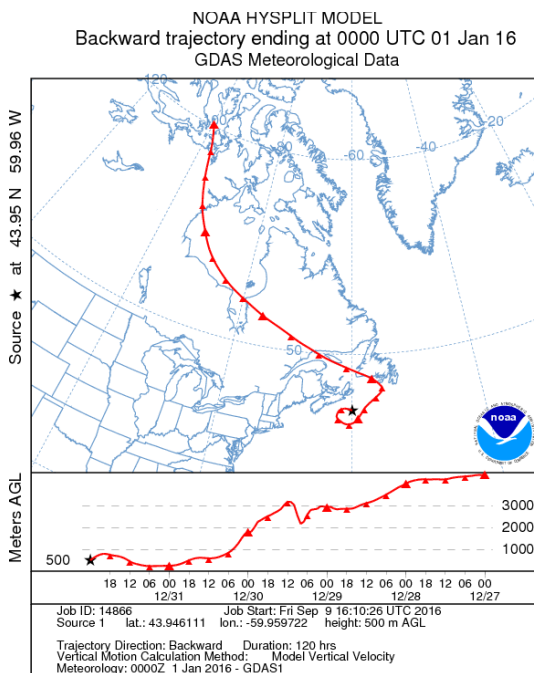 NOAA HYSPLIT MODEL
Backward trajectory ending at 0000 UTC 01 Jan 16
GDAS Meteorological Data
Source ★ at 43.95 N 59.96 W
-120
-20
-40
-60
50
noaa
Meters AGL
500
3000
2000
1000
18 12 06 00 18 12 06 00 18 12 06 00 18 12 06 00 18 12 06 00
12/31 12/30 12/29 12/28 12/27
Job ID: 14866 Job Start: Fri Sep 9 16:10:26 UTC 2016
Source 1 lat.: 43.946111 lon.: -59.959722 height: 500 m AGL
Trajectory Direction: Backward Duration: 120 hrs
Vertical Motion Calculation Method: Model Vertical Velocity
Meteorology: 0000Z 1 Jan 2016 - GDAS1